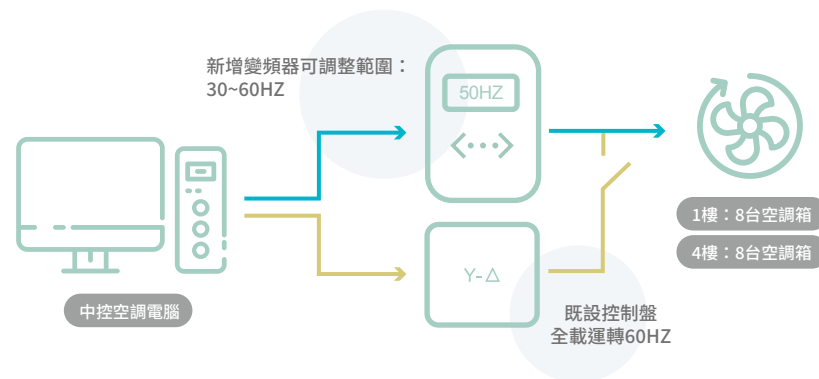 新增變頻器可調整範圍：
30~60HZ
50HZ
1樓：8台空調箱
4樓：8台空調箱
中控空調電腦
Y-△
既設控制盤
全載運轉60HZ